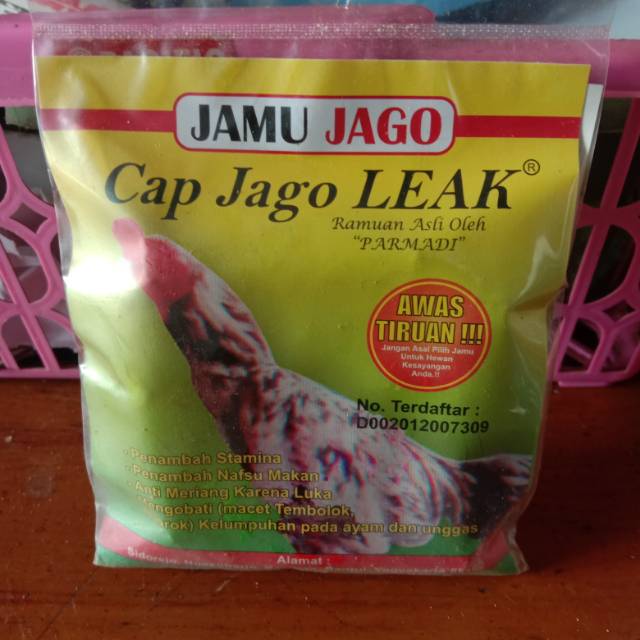 JAMU JAGO
Cap Jago LEAK®
Ramuan Asli Oleh
"PARMADI"
AWAS
TIRUAN !!!
Jangan Asal Pilih Jamu
Untuk Hewan
Kesayangan
Anda.!!
No. Terdaftar :
D002012007309
- Penambah Stamina
- Penambah Nafsu Makan
- Anti Meriang Karena Luka
Mengobati (macet Tembolok,
Kelumpuhan pada ayam dan unggas
Alamat :